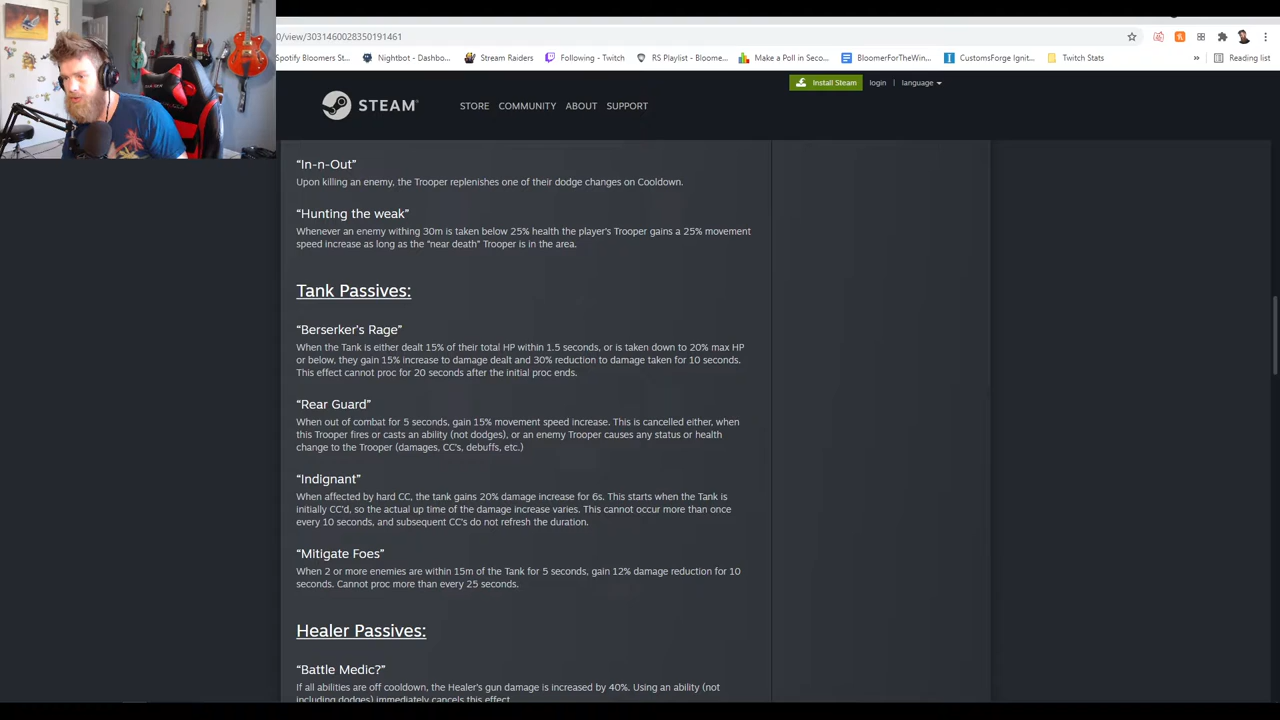 0/view/3031460028350191461
Spotify Bloomers St...
Nightbot - Dashbo...
Stream Raiders
Following - Twitch
RS Playlist - Bloome...
Make a Poll in Seco...
BloomerForTheWin...
CustomsForge Ignit...
Twitch Stats
»
Reading list
Install Steam
login
language
STEAM®
STORE
COMMUNITY
ABOUT
SUPPORT
“In-n-Out”
Upon killing an enemy, the Trooper replenishes one of their dodge changes on Cooldown.
“Hunting the weak”
Whenever an enemy withing 30m is taken below 25% health the player's Trooper gains a 25% movement
speed increase as long as the “near death” Trooper is in the area.
Tank Passives:
“Berserker's Rage”
When the Tank is either dealt 15% of their total HP within 1.5 seconds, or is taken down to 20% max HP
or below, they gain 15% increase to damage dealt and 30% reduction to damage taken for 10 seconds.
This effect cannot proc for 20 seconds after the initial proc ends.
“Rear Guard”
When out of combat for 5 seconds, gain 15% movement speed increase. This is cancelled either, when
this Trooper fires or casts an ability (not dodges), or an enemy Trooper causes any status or health
change to the Trooper (damages, CC's, debuffs, etc.)
“Indignant”
When affected by hard CC, the tank gains 20% damage increase for 6s. This starts when the Tank is
initially CC'd, so the actual up time of the damage increase varies. This cannot occur more than once
every 10 seconds, and subsequent CC's do not refresh the duration.
“Mitigate Foes”
When 2 or more enemies are within 15m of the Tank for 5 seconds, gain 12% damage reduction for 10
seconds. Cannot proc more than every 25 seconds.
Healer Passives:
“Battle Medic?”
If all abilities are off cooldown, the Healer's gun damage is increased by 40%. Using an ability (not
including dodges) immediately cancels this effect.